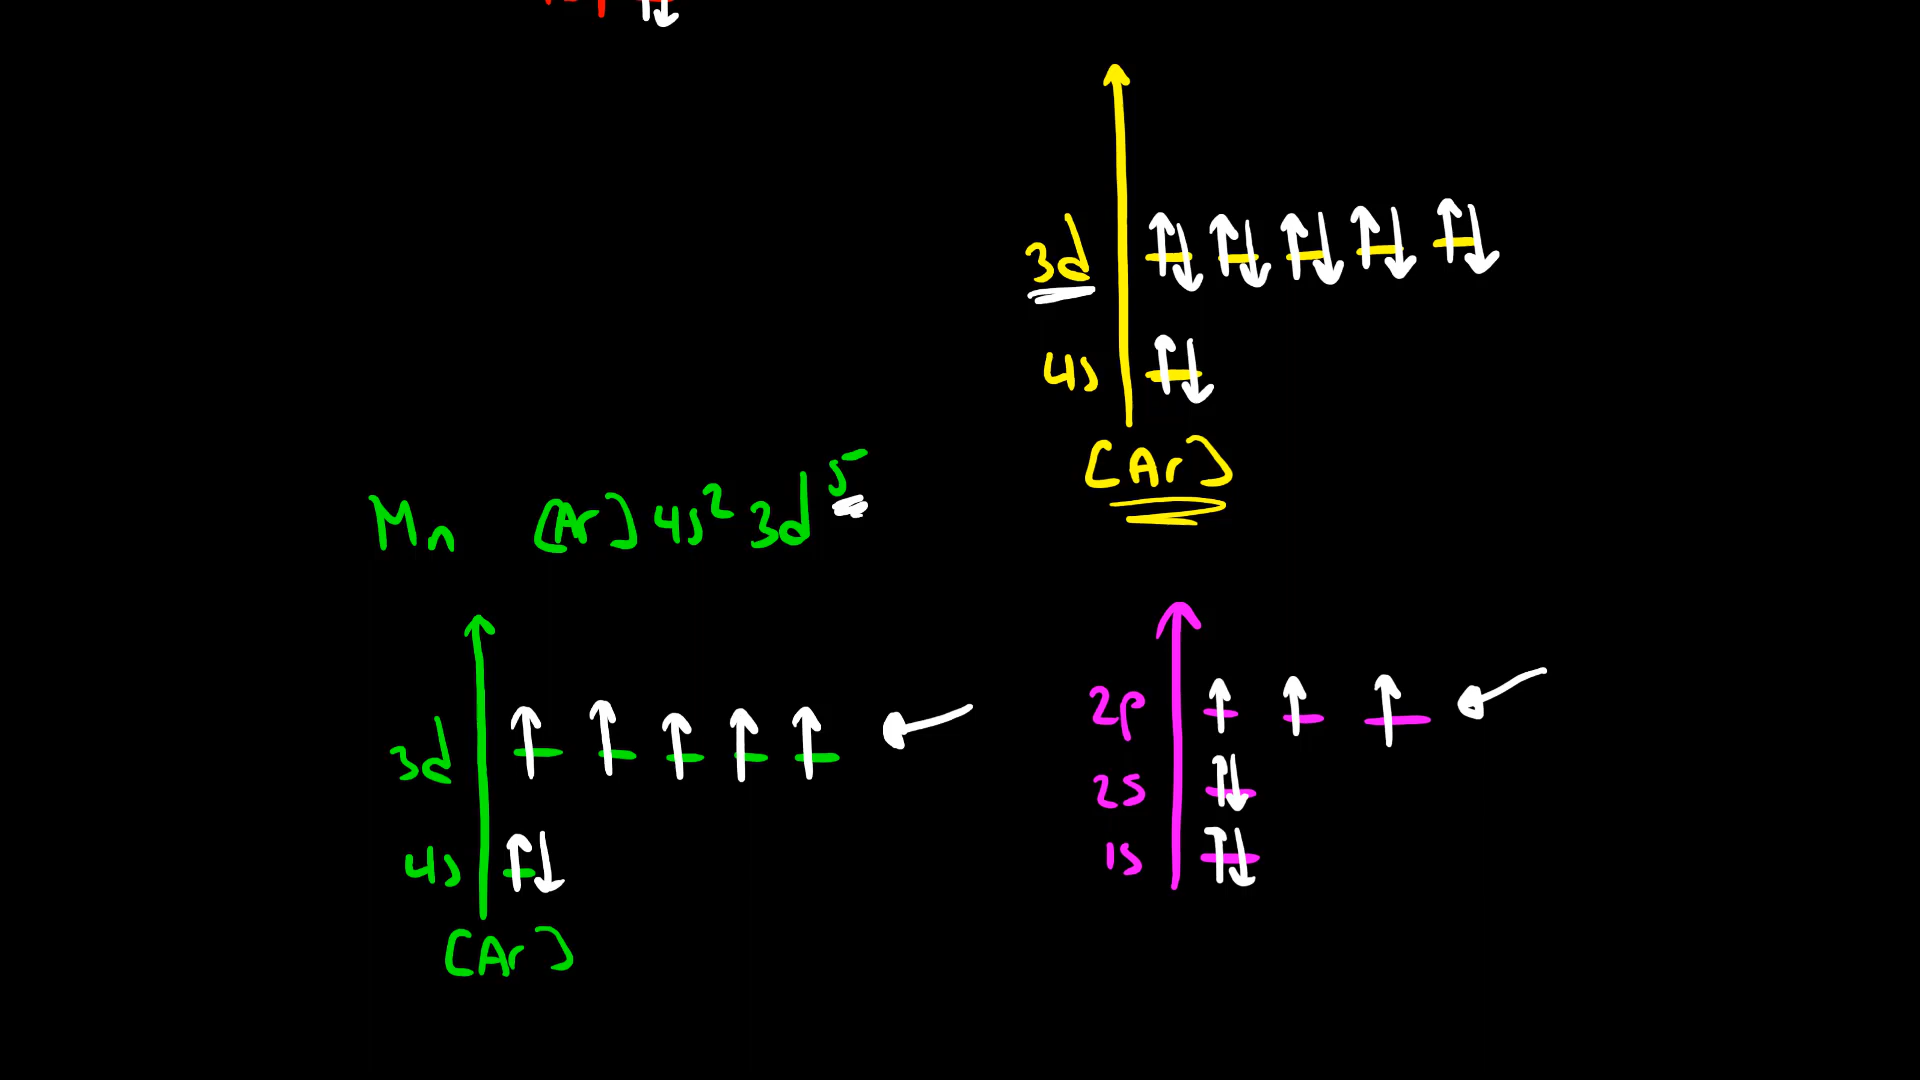 3d
4s
[Ar]
Mn [Ar] 4s² 3d⁵
3d
4s
[Ar]
2p
2s
1s